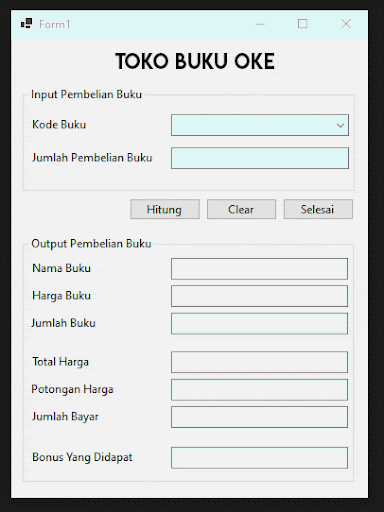 Form1
TOKO BUKU OKE
Input Pembelian Buku
Kode Buku
Jumlah Pembelian Buku
Hitung Clear Selesai
Output Pembelian Buku
Nama Buku
Harga Buku
Jumlah Buku
Total Harga
Potongan Harga
Jumlah Bayar
Bonus Yang Didapat